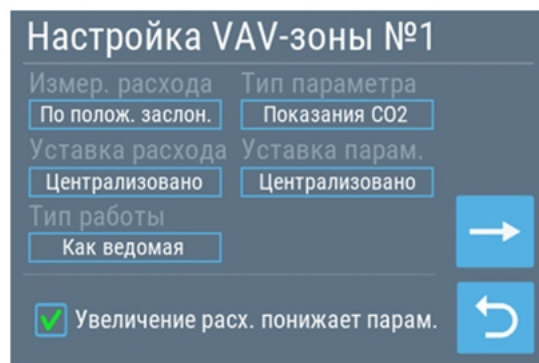 Настройка VAV-зоны №1
Измер. расхода Тип параметра
По полож. заслон. Показания CO2
Уставка расхода Уставка парам.
Централизовано Централизовано
Тип работы
Как ведомая
Увеличение расх. понижает парам.